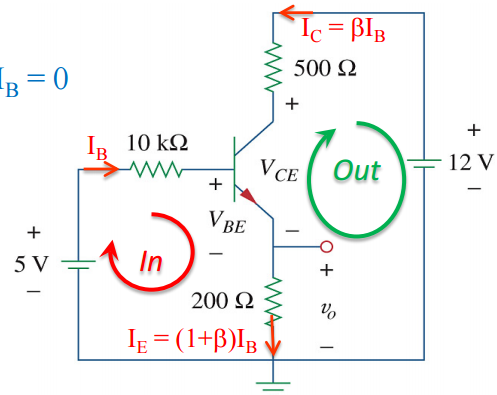 I_C = βI_B
500 Ω
I_B = 0
+
I_B 10 kΩ
+
12 V
−
+
V_CE
Out
V_BE
−
−
+
5 V
−
In
200 Ω
+
v_o
−
I_E = (1+β)I_B